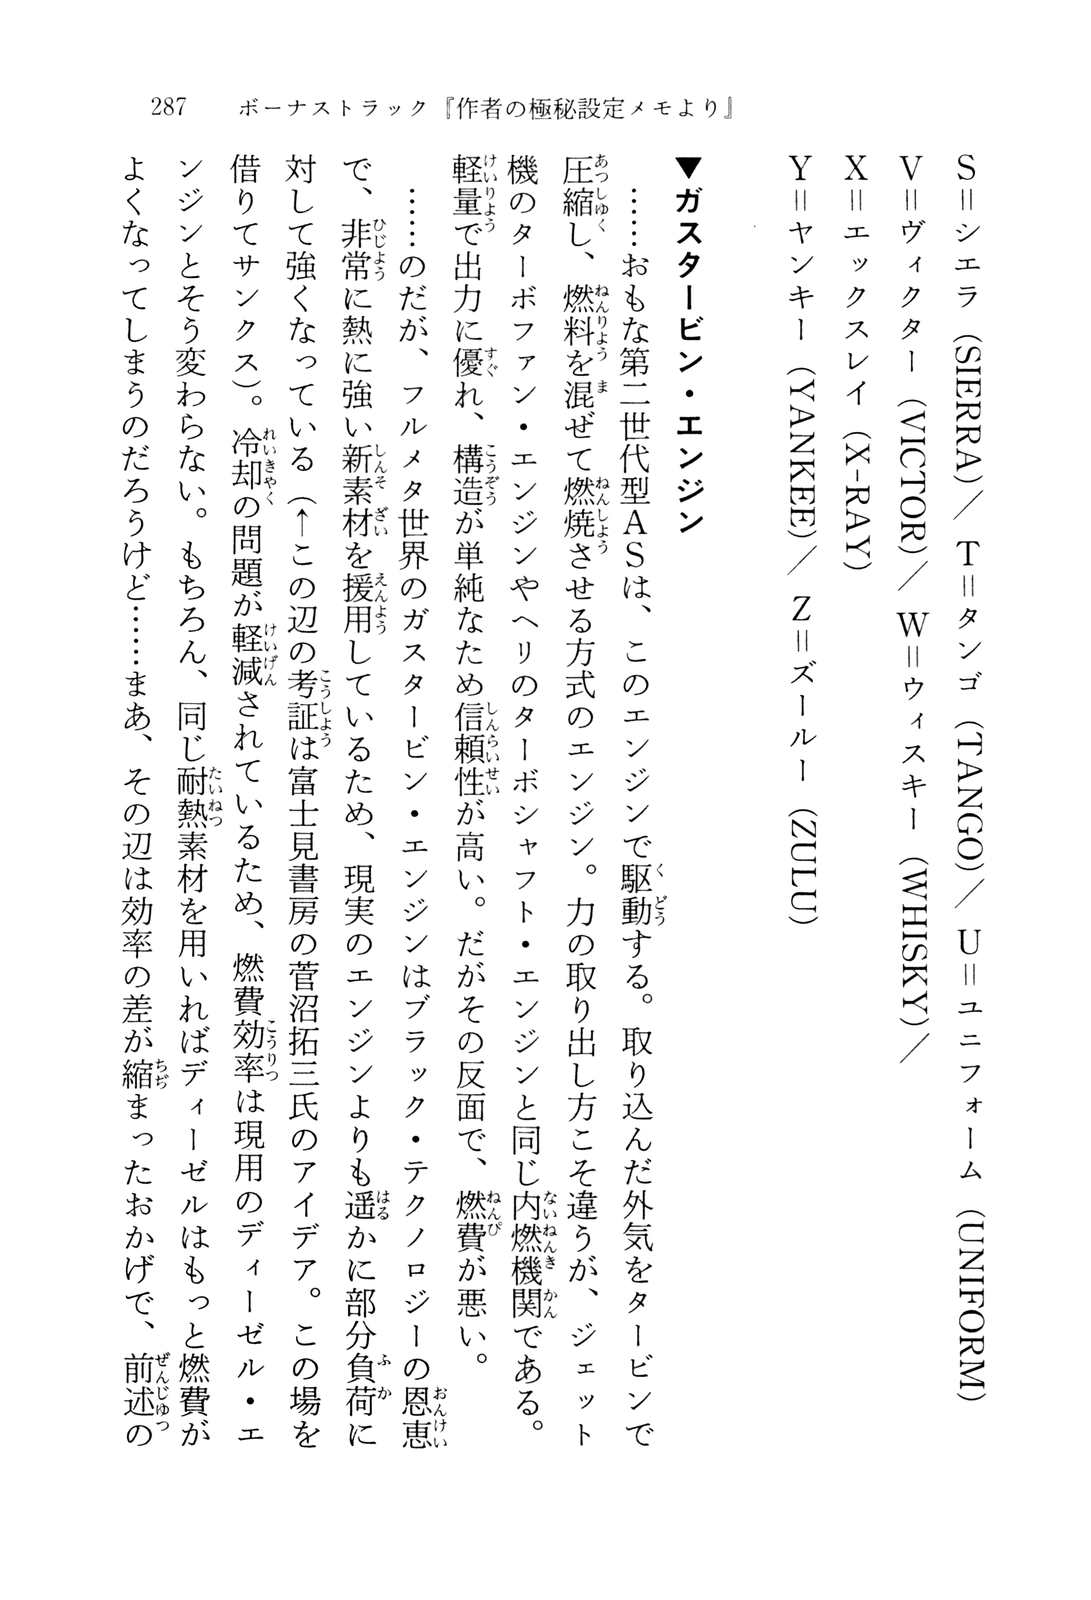 287 ボーナストラック『作者の極秘設定メモより』
S＝シエラ（SIERRA）／ T＝タンゴ（TANGO）／ U＝ユニフォーム（UNIFORM）
V＝ヴィクター（VICTOR）／ W＝ウィスキー（WHISKY）／
X＝エックスレイ（X-RAY）
Y＝ヤンキー（YANKEE）／ Z＝ズールー（ZULU）
▼ガスタービン・エンジン
……おもな第二世代型ＡＳは、このエンジンで駆動する。取り込んだ外気をタービンで
圧縮し、燃料を混ぜて燃焼させる方式のエンジン。力の取り出し方こそ違うが、ジェット
機のターボファン・エンジンやヘリのターボシャフト・エンジンと同じ内燃機関である。
軽量で出力に優れ、構造が単純なため信頼性が高い。だがその反面で、燃費が悪い。
……のだが、フルメタ世界のガスタービン・エンジンはブラック・テクノロジーの恩恵
で、非常に熱に強い新素材を援用しているため、現実のエンジンよりも遥かに部分負荷に
対して強くなっている（↑この辺の考証は富士見書房の菅沼拓三氏のアイデア。この場を
借りてサンクス）。冷却の問題が軽減されているため、燃費効率は現用のディーゼル・エ
ンジンとそう変わらない。もちろん、同じ耐熱素材を用いればディーゼルはもっと燃費が
よくなってしまうのだろうけど……まあ、その辺は効率の差が縮まったおかげで、前述の